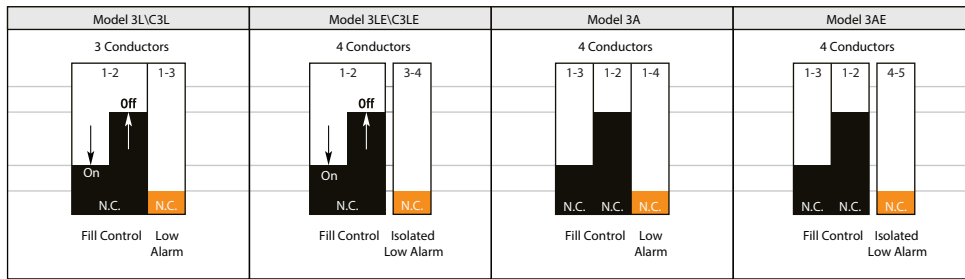 Model 3L\C3L
Model 3LE\C3LE
Model 3A
Model 3AE
3 Conductors
4 Conductors
4 Conductors
4 Conductors
1-2
1-3
1-2
3-4
1-3
1-2
1-4
1-3
1-2
4-5
Off
Off
On
On
N.C.
N.C.
N.C.
N.C.
N.C.
N.C.
N.C.
N.C.
N.C.
N.C.
Fill Control
Low
Alarm
Fill Control
Isolated
Low Alarm
Fill Control
Low
Alarm
Fill Control
Isolated
Low Alarm